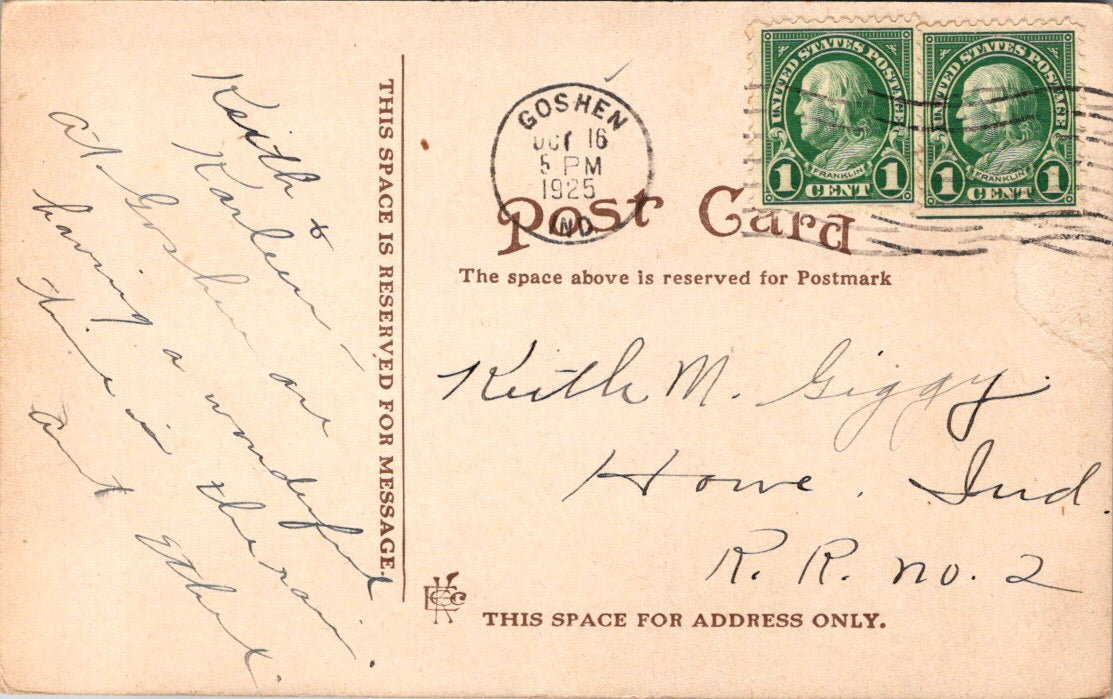 Keith &
Karleen —
at Goshen are
having a wonderful
time in the rain.
Aunt Ethel.
THIS SPACE IS RESERVED FOR MESSAGE.
GOSHEN
OCT 16
5 PM
1925
IND.
UNITED STATES POSTAGE
FRANKLIN
1 CENT 1
UNITED STATES POSTAGE
FRANKLIN
1 CENT 1
Post Card
The space above is reserved for Postmark
Keith M. Giggy
Howe, Ind.
R. R. no. 2
THIS SPACE FOR ADDRESS ONLY.